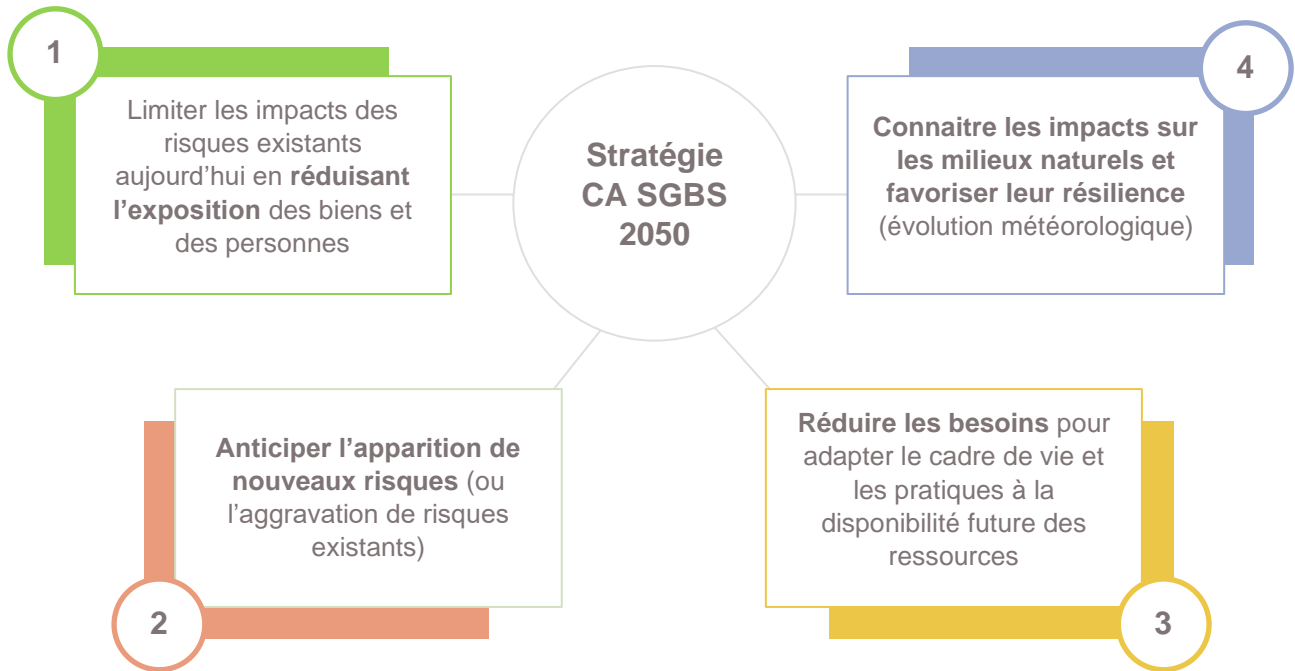 1
Limiter les impacts des
risques existants
aujourd’hui en réduisant
l’exposition des biens et
des personnes
Stratégie
CA SGBS
2050
4
Connaitre les impacts sur
les milieux naturels et
favoriser leur résilience
(évolution météorologique)
Anticiper l’apparition de
nouveaux risques (ou
l’aggravation de risques
existants)
2
Réduire les besoins pour
adapter le cadre de vie et
les pratiques à la
disponibilité future des
ressources
3